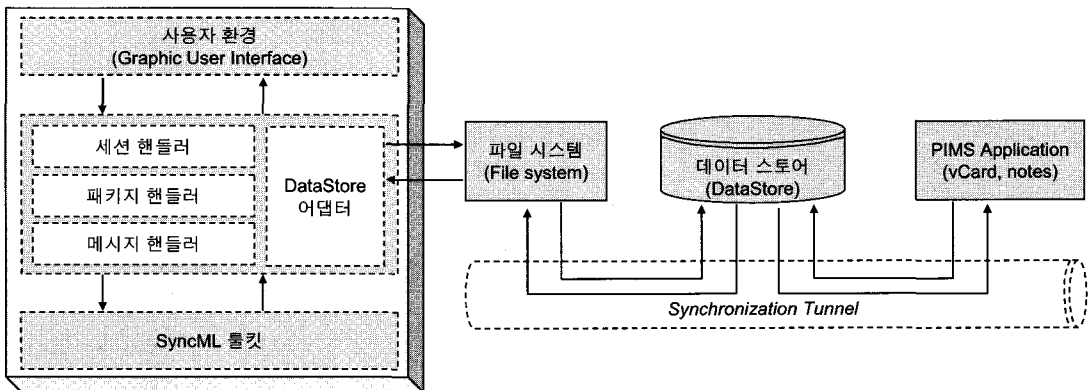 사용자 환경
(Graphic User Interface)
세션 핸들러
패키지 핸들러
메시지 핸들러
DataStore
어댑터
SyncML 툴킷
파일 시스템
(File system)
데이터 스토어
(DataStore)
PIMS Application
(vCard, notes)
Synchronization Tunnel